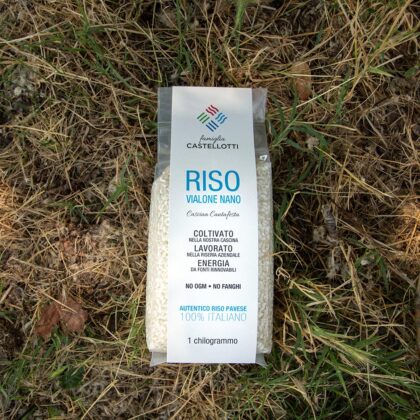 famiglia
CASTELLOTTI
RISO
VIALONE NANO
Cascina Cantafesta
COLTIVATO
NELLA NOSTRA CASCINA
LAVORATO
NELLA RISERIA AZIENDALE
ENERGIA
DA FONTI RINNOVABILI
NO OGM • NO FANGHI
AUTENTICO RISO PAVESE
100% ITALIANO
1 chilogrammo